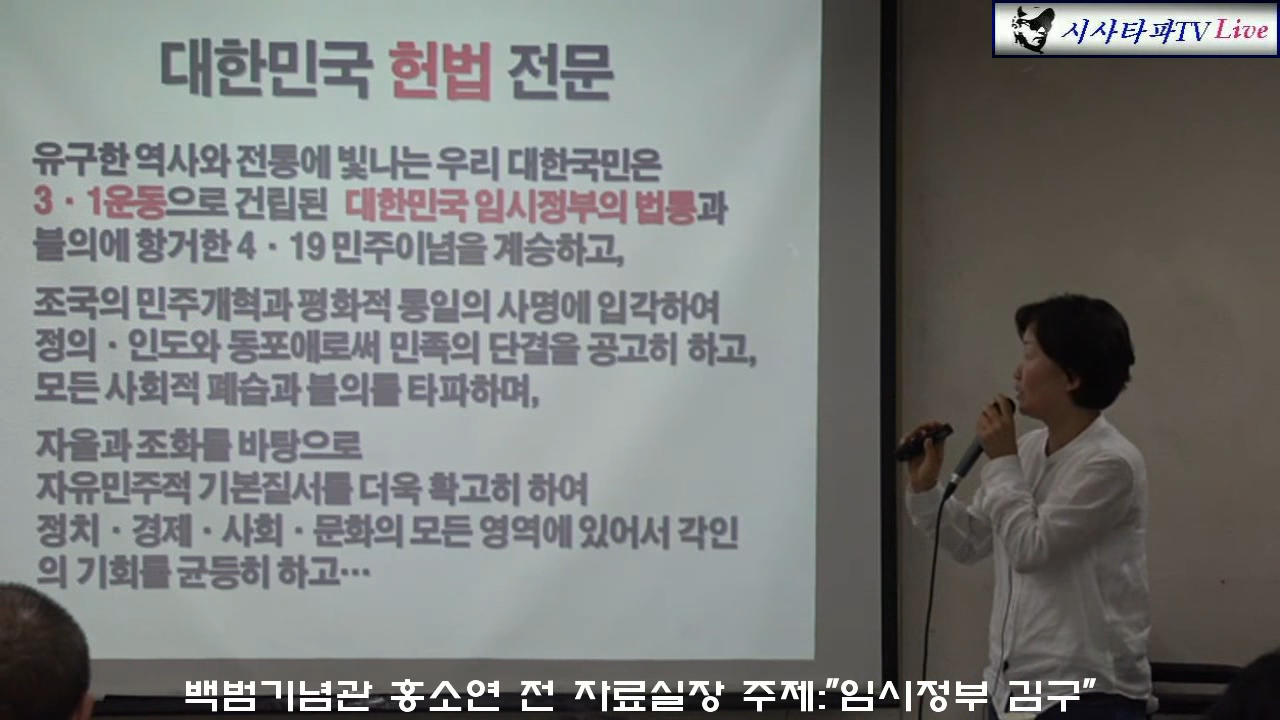 시사타파TV Live
대한민국 헌법 전문
유구한 역사와 전통에 빛나는 우리 대한국민은
3·1운동으로 건립된 대한민국 임시정부의 법통과
불의에 항거한 4·19 민주이념을 계승하고,
조국의 민주개혁과 평화적 통일의 사명에 입각하여
정의·인도와 동포애로써 민족의 단결을 공고히 하고,
모든 사회적 폐습과 불의를 타파하며,
자율과 조화를 바탕으로
자유민주적 기본질서를 더욱 확고히 하여
정치·경제·사회·문화의 모든 영역에 있어서 각인
의 기회를 균등히 하고…
백범기념관 홍소연 전 자료실장 주제:"임시정부 김구"